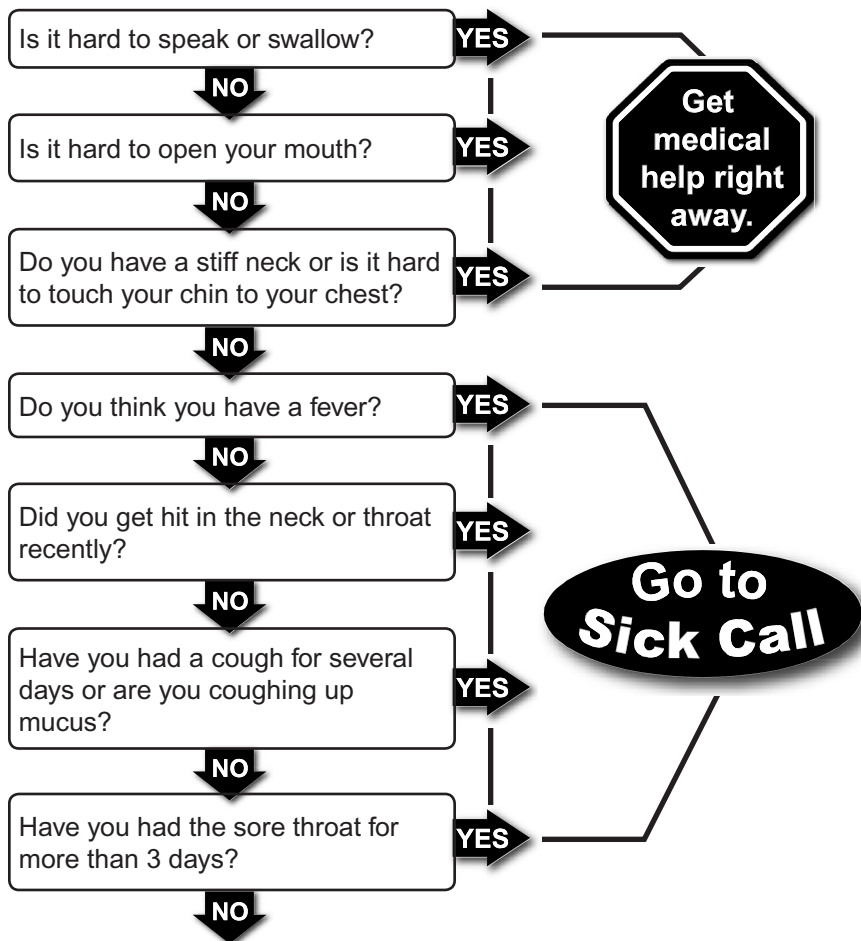 Is it hard to speak or swallow?
YES
NO
Is it hard to open your mouth?
YES
NO
Do you have a stiff neck or is it hard
to touch your chin to your chest?
YES
Get
medical
help right
away.
NO
Do you think you have a fever?
YES
NO
Did you get hit in the neck or throat
recently?
YES
NO
Have you had a cough for several
days or are you coughing up
mucus?
YES
NO
Have you had the sore throat for
more than 3 days?
YES
Go to
Sick Call
NO